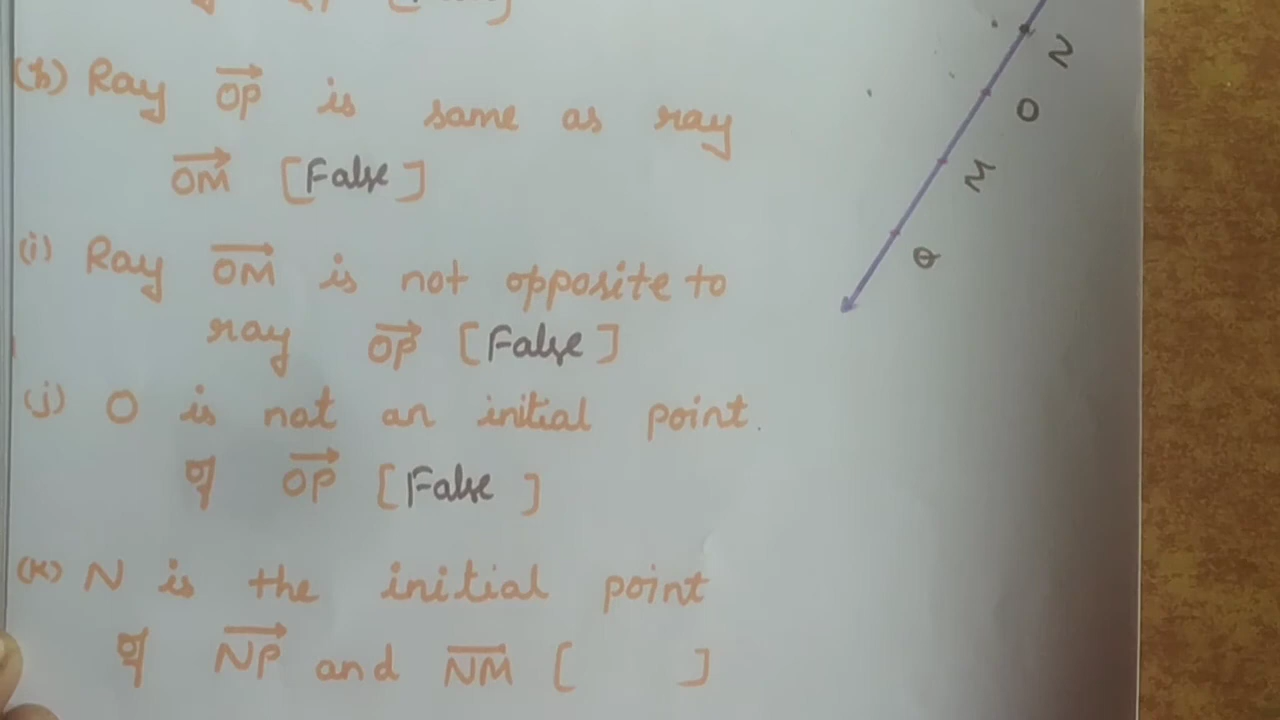 (h) Ray OP is same as ray
OM [False]
(i) Ray OM is not opposite to
ray OP [False]
(j) O is not an initial point.
of OP [False]
(k) N is the initial point
of NP and NM [ ]
N
O
M
Q